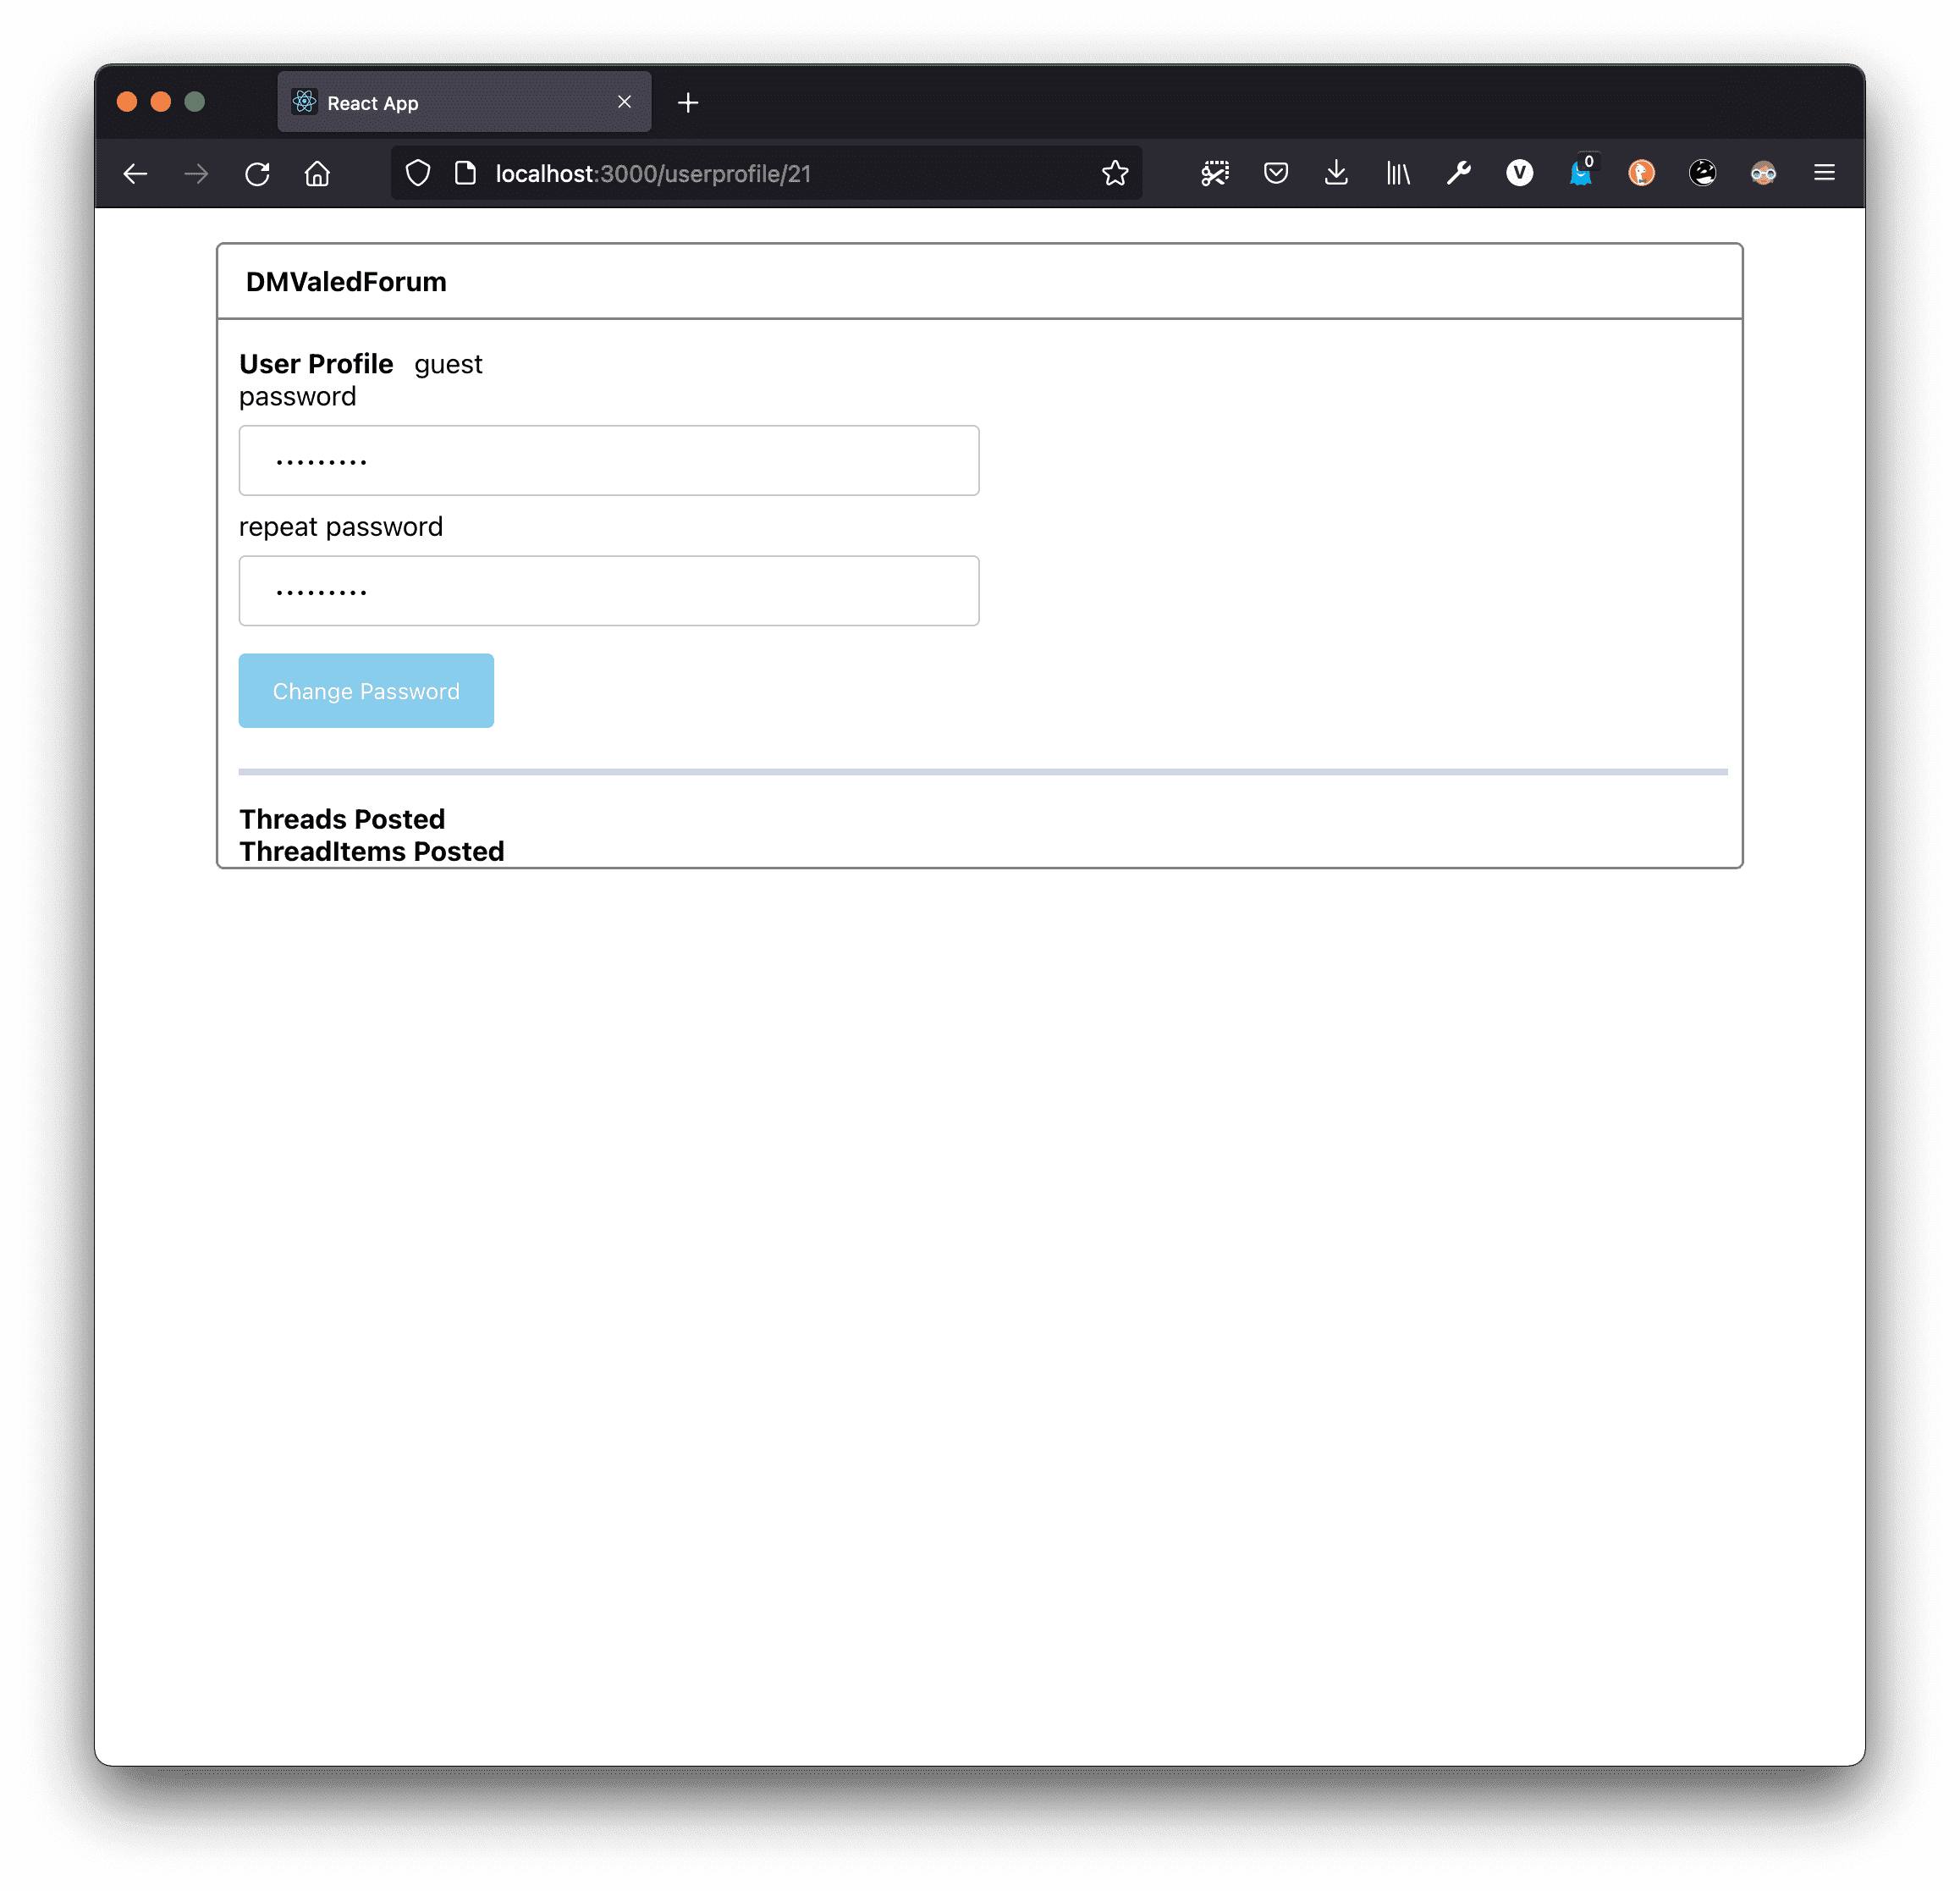 React App
localhost:3000/userprofile/21
V
0
DMValedForum
User Profile guest
password
•••••••••
repeat password
•••••••••
Change Password
Threads Posted
ThreadItems Posted